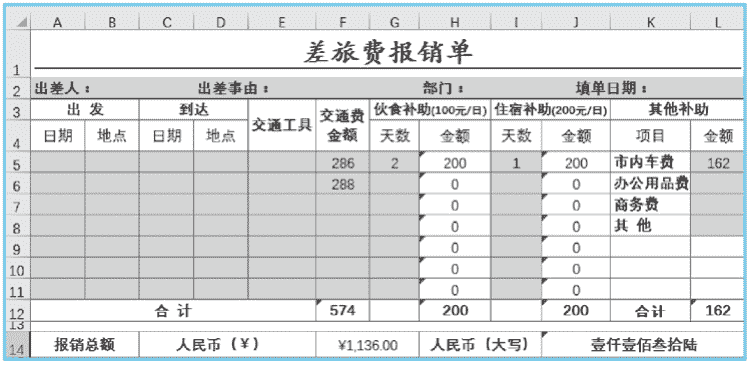 A B C D E F G H I J K L
1 差旅费报销单
2 出差人： 出差事由： 部门： 填单日期：
3 出 发 到达 交通工具 交通费金额 伙食补助(100元/日) 住宿补助(200元/日) 其他补助
4 日期 地点 日期 地点 天数 金额 天数 金额 项目 金额
5 286 2 200 1 200 市内车费 162
6 288 0 0 办公用品费
7 0 0 商务费
8 0 0 其 他
9 0 0
10 0 0
11 0 0
12 合 计 574 200 200 合计 162
13
14 报销总额 人民币（¥） ¥1,136.00 人民币（大写） 壹仟壹佰叁拾陆